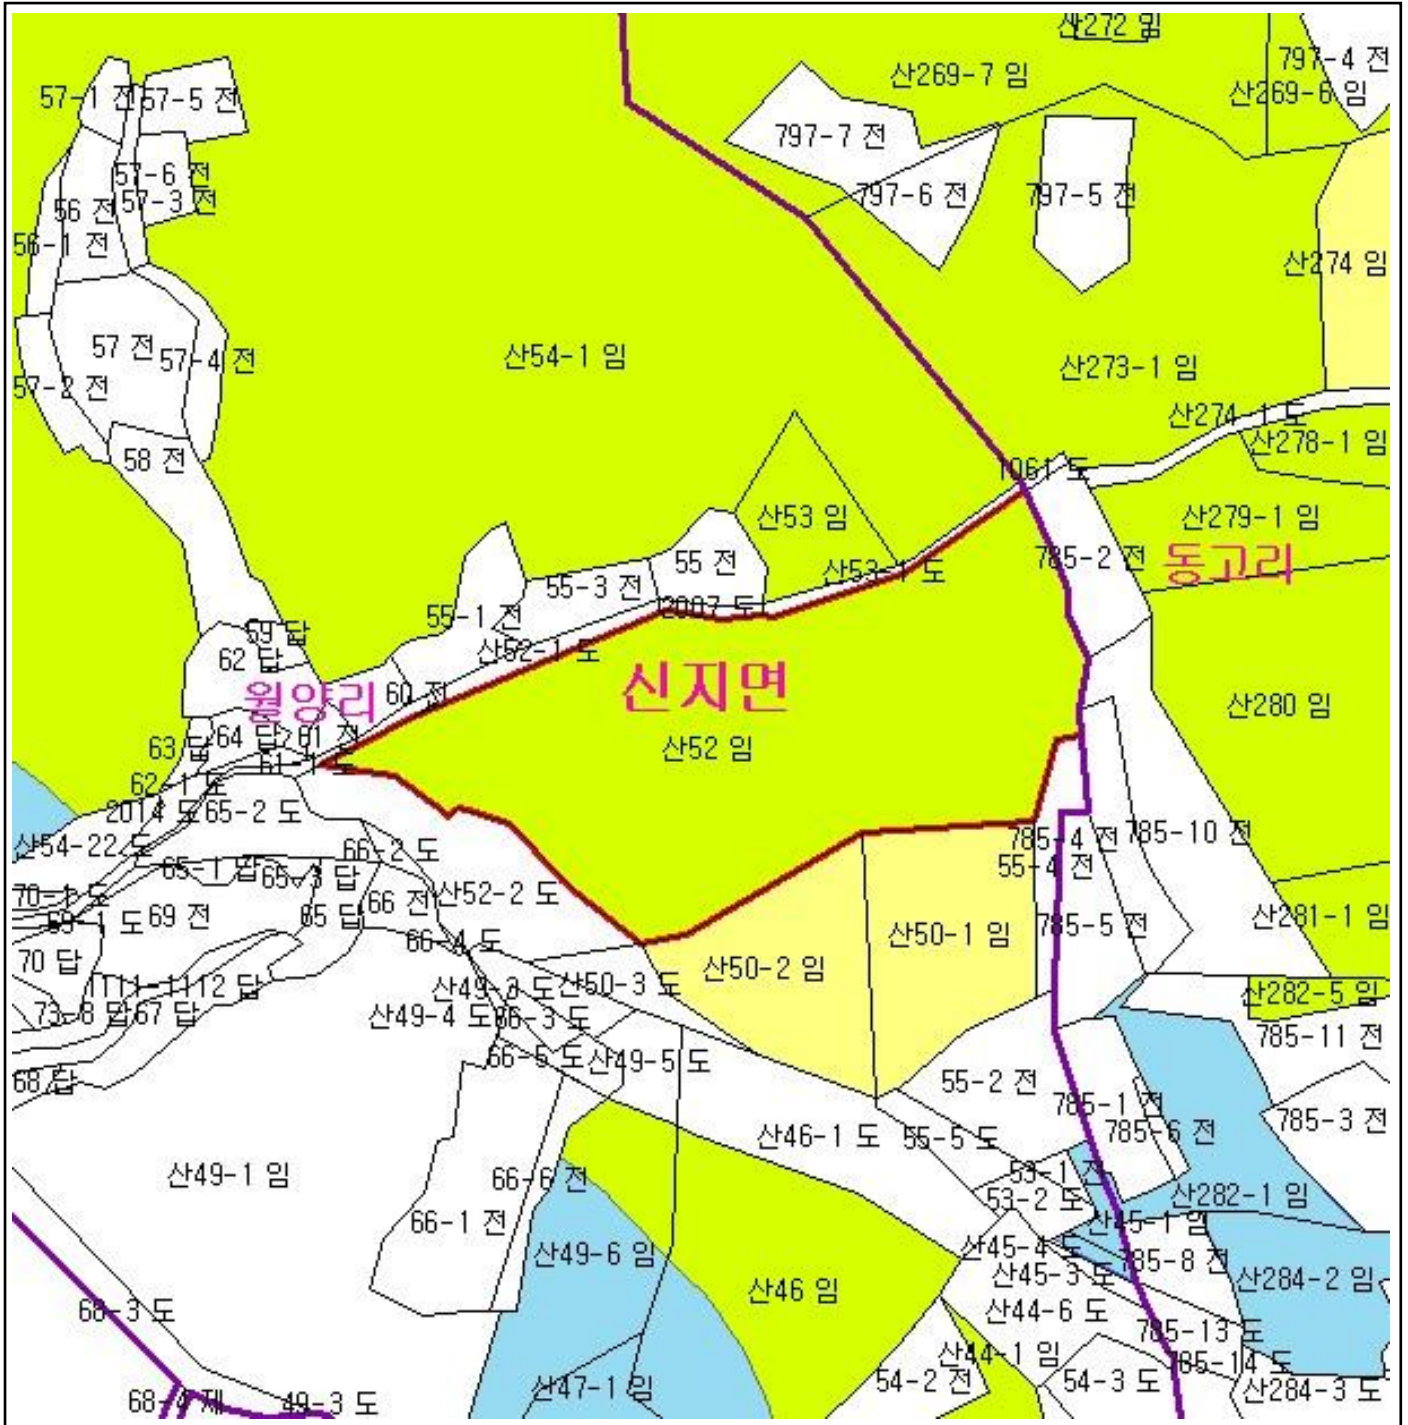 산272 임
797-4 전
산269-7 임
산269-6 임
57-1 전
57-5 전
797-7 전
57-6 전
57-3 전
797-6 전
797-5 전
56 전
56-1 전
산274 임
57 전
57-4 전
산54-1 임
산273-1 임
57-2 전
산274-1 도
산278-1 임
58 전
1061 도
산53 임
산279-1 임
785-2 전
동고리
55 전
산53-1 도
55-3 전
2007 도
55-1 전
59 답
산52-1 도
62 답
신지면
60 전
월양리
산280 임
64 답
61 전
63 답
산52 임
61-1 도
62-1 도
2014 도
65-2 도
785-4 전
785-10 전
산54-22 도
66-2 도
55-4 전
65-1 답
65-3 답
70-1 도
산52-2 도
66 전
69-1 도
69 전
65 답
산281-1 임
785-5 전
산50-1 임
66-4 도
70 답
산50-2 임
산49-3 도
산50-3 도
산282-5 임
73-8 답
67 답
산49-4 도
66-3 도
785-11 전
66-5 도
산49-5 도
68 답
55-2 전
785-1 전
785-3 전
785-6 전
산46-1 도
55-5 도
53-1 전
산49-1 임
66-6 전
53-2 도
산282-1 임
66-1 전
산45-1 임
산45-4 도
산49-6 임
785-8 전
산45-3 도
산284-2 임
산46 임
68-3 도
산44-6 도
785-13 도
산44-1 임
785-14 도
54-2 전
54-3 도
산47-1 임
산284-3 도
68-4 제
49-3 도